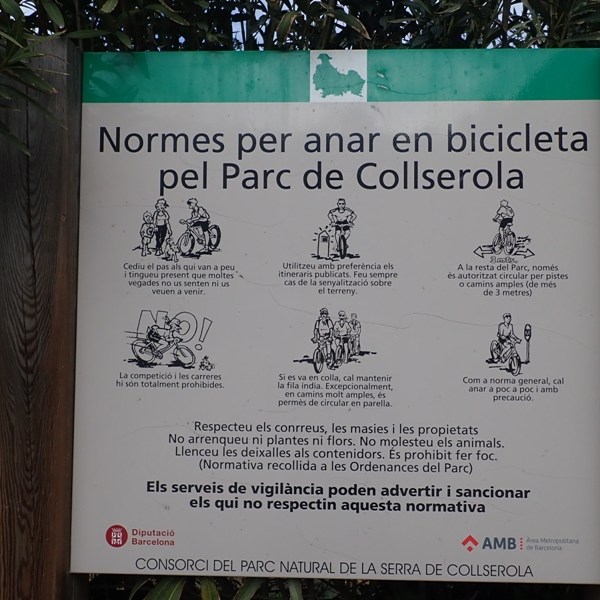 Normes per anar en bicicleta
pel Parc de Collserola
Cediu el pas als qui van a peu
i tingueu present que moltes
vegades no us senten ni us
veuen a venir.
Utilitzeu amb preferència els
itineraris publicats. Feu sempre
cas de la senyalització sobre
el terreny.
3 metres
A la resta del Parc, només
és autoritzat circular per pistes
o camins amples (de més
de 3 metres)
NO!
La competició i les carreres
hi són totalment prohibides.
Si es va en colla, cal mantenir
la fila índia. Excepcionalment,
en camins molt amples, és
permès de circular en parella.
Com a norma general, cal
anar a poc a poc i amb
precaució.
Respecteu els conrreus, les masies i les propietats
No arrenqueu ni plantes ni flors. No molesteu els animals.
Llenceu les deixalles als contenidors. És prohibit fer foc.
(Normativa recollida a les Ordenances del Parc)
Els serveis de vigilància poden advertir i sancionar
els qui no respectin aquesta normativa
Diputació
Barcelona
AMB
Àrea Metropolitana
de Barcelona
CONSORCI DEL PARC NATURAL DE LA SERRA DE COLLSEROLA